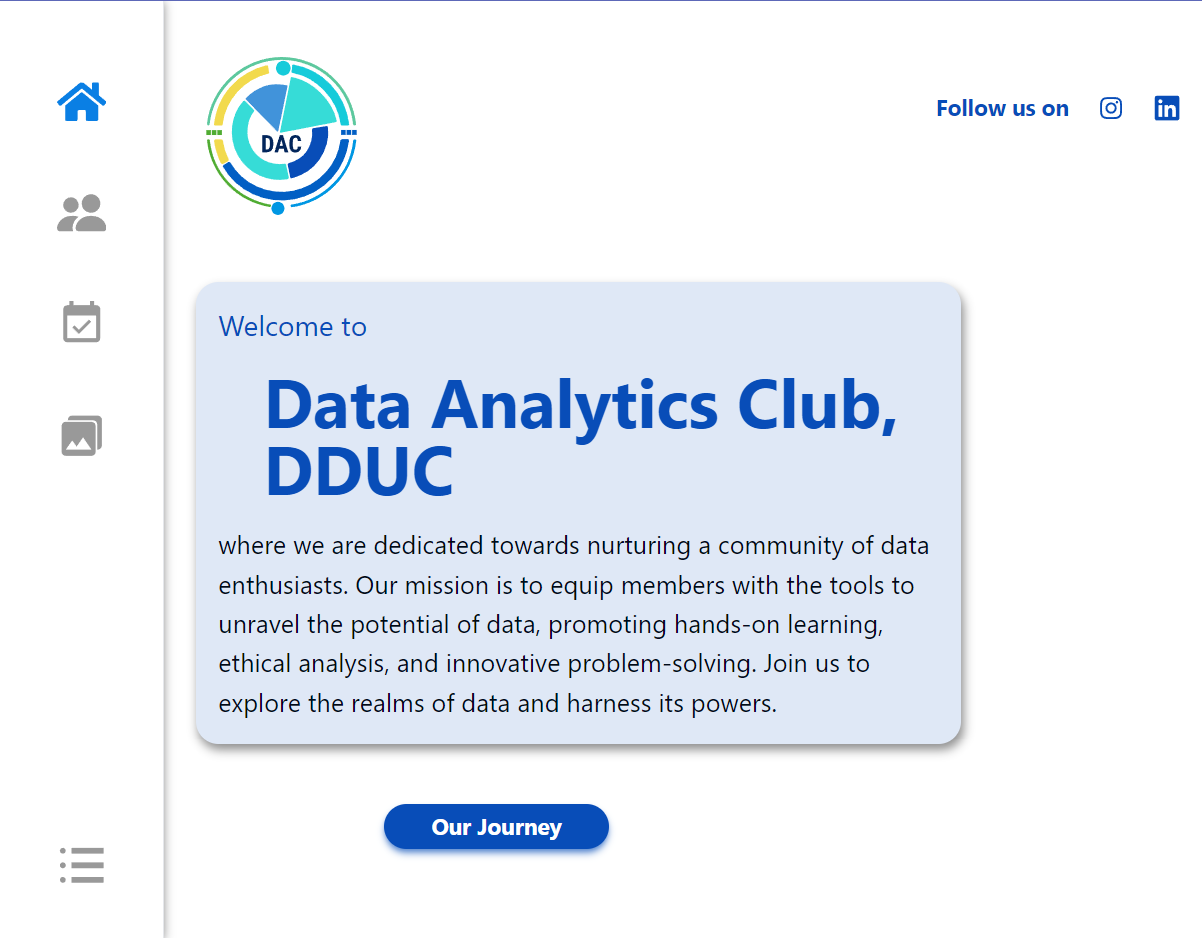 DAC
Follow us on
Welcome to
Data Analytics Club,
DDUC
where we are dedicated towards nurturing a community of data
enthusiasts. Our mission is to equip members with the tools to
unravel the potential of data, promoting hands-on learning,
ethical analysis, and innovative problem-solving. Join us to
explore the realms of data and harness its powers.
Our Journey